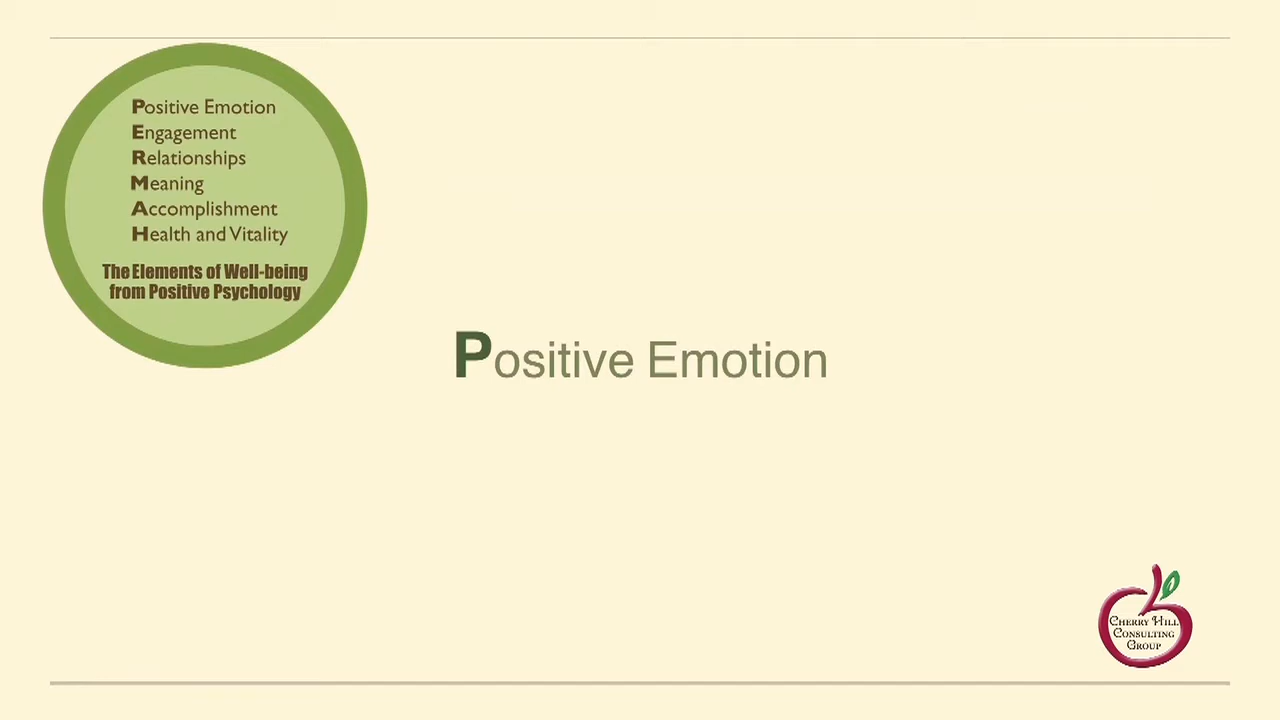 Positive Emotion
Engagement
Relationships
Meaning
Accomplishment
Health and Vitality
The Elements of Well-being
from Positive Psychology
Positive Emotion
Cherry Hill
Consulting
Group